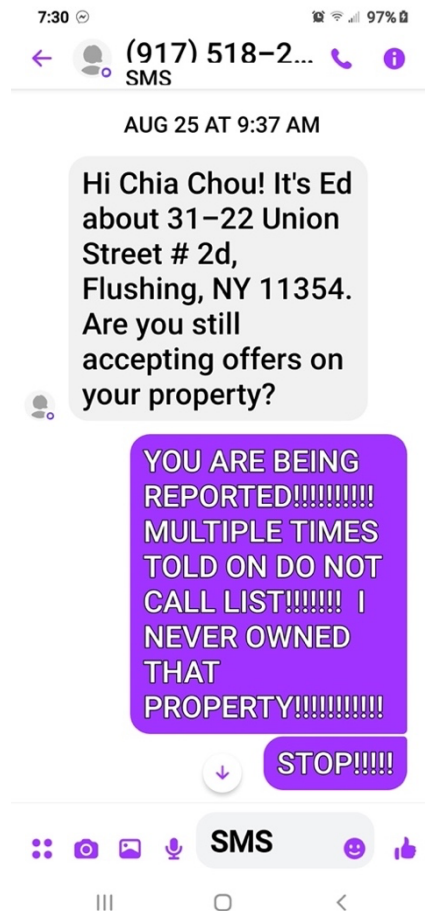 7:30 97%
(917) 518-2...
SMS
AUG 25 AT 9:37 AM
Hi Chia Chou! It's Ed
about 31-22 Union
Street # 2d,
Flushing, NY 11354.
Are you still
accepting offers on
your property?
YOU ARE BEING
REPORTED!!!!!!!!!!
MULTIPLE TIMES
TOLD ON DO NOT
CALL LIST!!!!!!! I
NEVER OWNED
THAT
PROPERTY!!!!!!!!!!!
STOP!!!!!
SMS